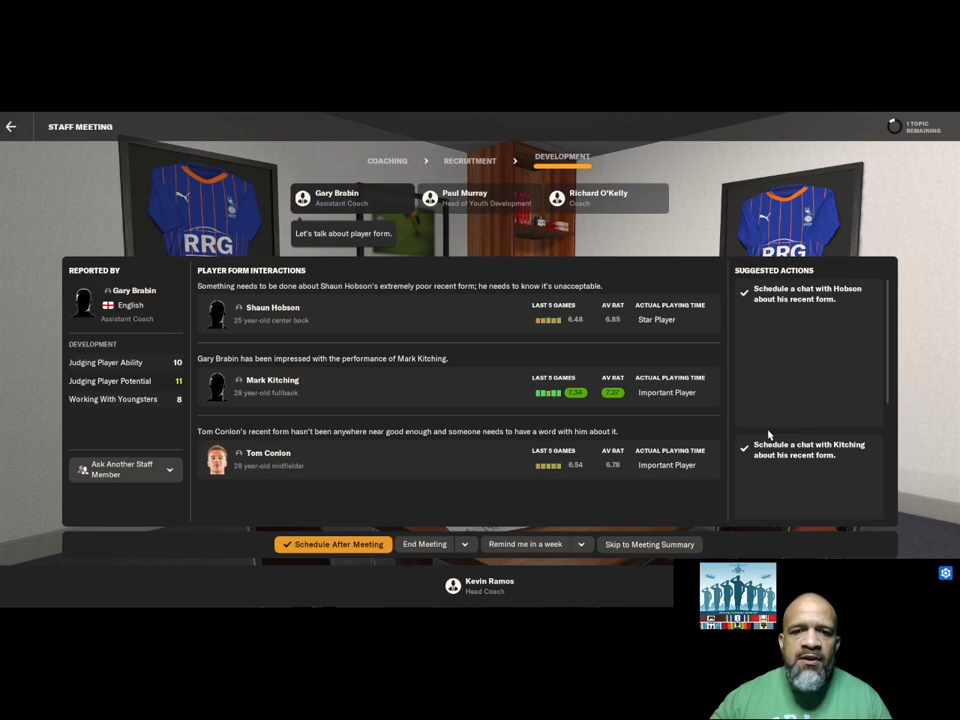 STAFF MEETING
1 TOPIC
REMAINING
COACHING
RECRUITMENT
DEVELOPMENT
Gary Brabin
Assistant Coach
Paul Murray
Head of Youth Development
Richard O'Kelly
Coach
Let's talk about player form.
RRG
RRG
REPORTED BY
Gary Brabin
English
Assistant Coach
DEVELOPMENT
Judging Player Ability 10
Judging Player Potential 11
Working With Youngsters 8
Ask Another Staff
Member
PLAYER FORM INTERACTIONS
Something needs to be done about Shaun Hobson's extremely poor recent form; he needs to know it's unacceptable.
Shaun Hobson
25 year-old center back
LAST 5 GAMES AV RAT ACTUAL PLAYING TIME
6.48 6.85 Star Player
Gary Brabin has been impressed with the performance of Mark Kitching.
Mark Kitching
28 year-old fullback
LAST 5 GAMES AV RAT ACTUAL PLAYING TIME
7.34 7.27 Important Player
Tom Conlon's recent form hasn't been anywhere near good enough and someone needs to have a word with him about it.
Tom Conlon
28 year-old midfielder
LAST 5 GAMES AV RAT ACTUAL PLAYING TIME
6.54 6.78 Important Player
SUGGESTED ACTIONS
Schedule a chat with Hobson
about his recent form.
Schedule a chat with Kitching
about his recent form.
Schedule After Meeting
End Meeting
Remind me in a week
Skip to Meeting Summary
Kevin Ramos
Head Coach